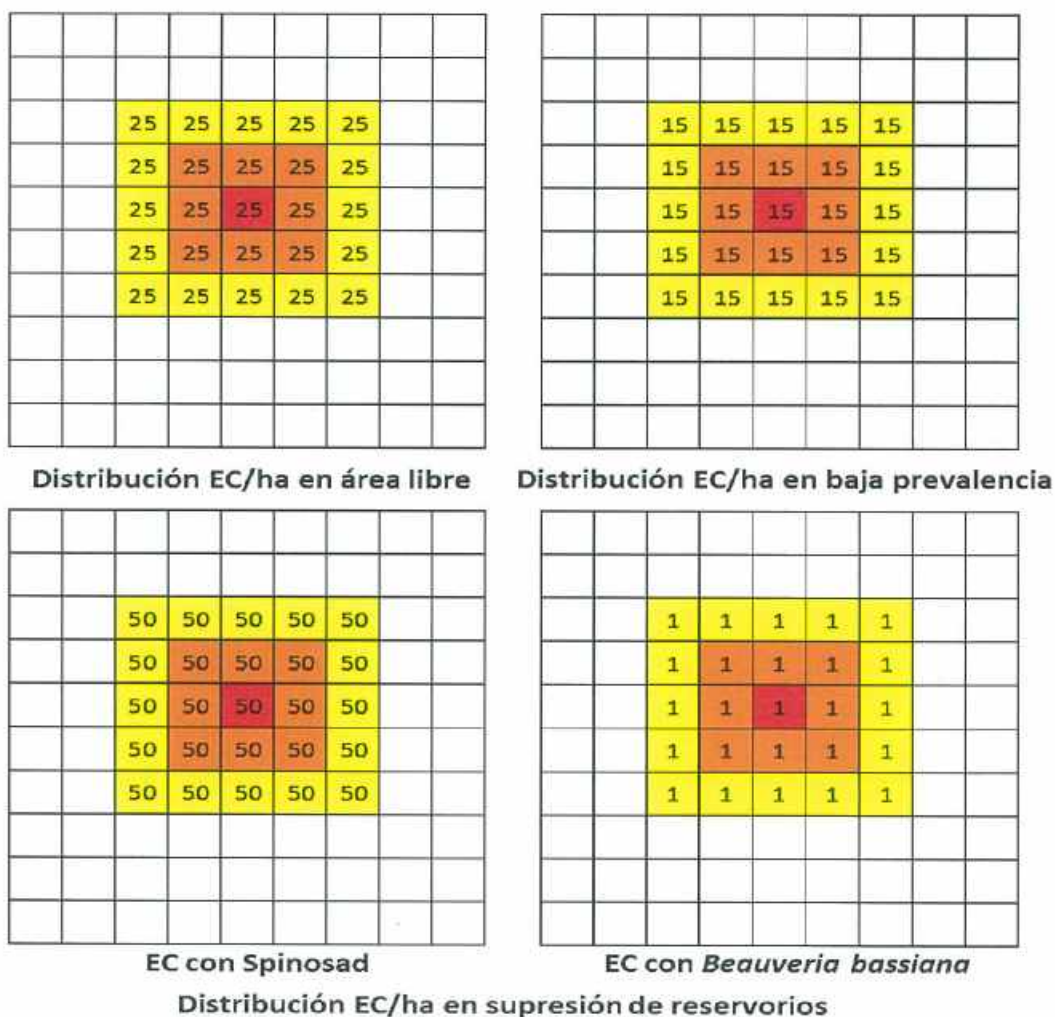 25 25 25 25 25
25 25 25 25 25
25 25 25 25 25
25 25 25 25 25
25 25 25 25 25
Distribución EC/ha en área libre
15 15 15 15 15
15 15 15 15 15
15 15 15 15 15
15 15 15 15 15
15 15 15 15 15
Distribución EC/ha en baja prevalencia
50 50 50 50 50
50 50 50 50 50
50 50 50 50 50
50 50 50 50 50
50 50 50 50 50
EC con Spinosad
1 1 1 1 1
1 1 1 1 1
1 1 1 1 1
1 1 1 1 1
1 1 1 1 1
EC con Beauveria bassiana
Distribución EC/ha en supresión de reservorios